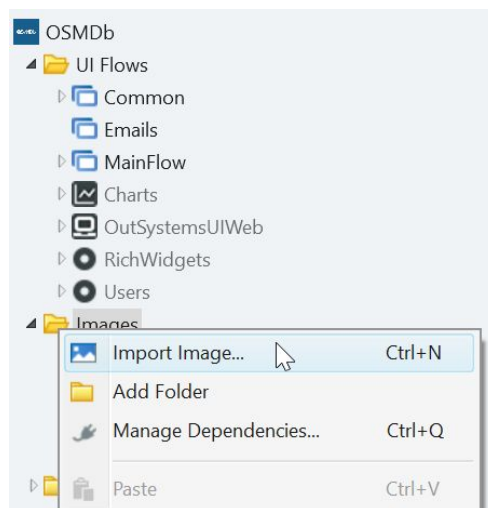 OSMDb
UI Flows
Common
Emails
MainFlow
Charts
OutSystemsUIWeb
RichWidgets
Users
Images
Import Image... Ctrl+N
Add Folder
Manage Dependencies... Ctrl+Q
Paste Ctrl+V